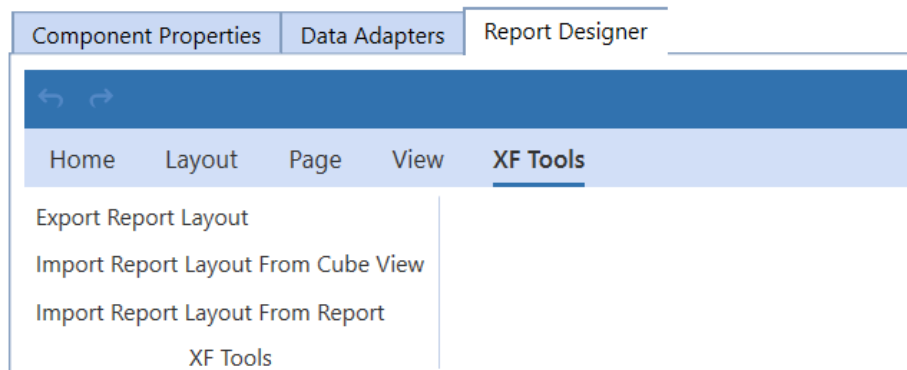 Component Properties Data Adapters Report Designer
Home Layout Page View XF Tools
Export Report Layout
Import Report Layout From Cube View
Import Report Layout From Report
XF Tools